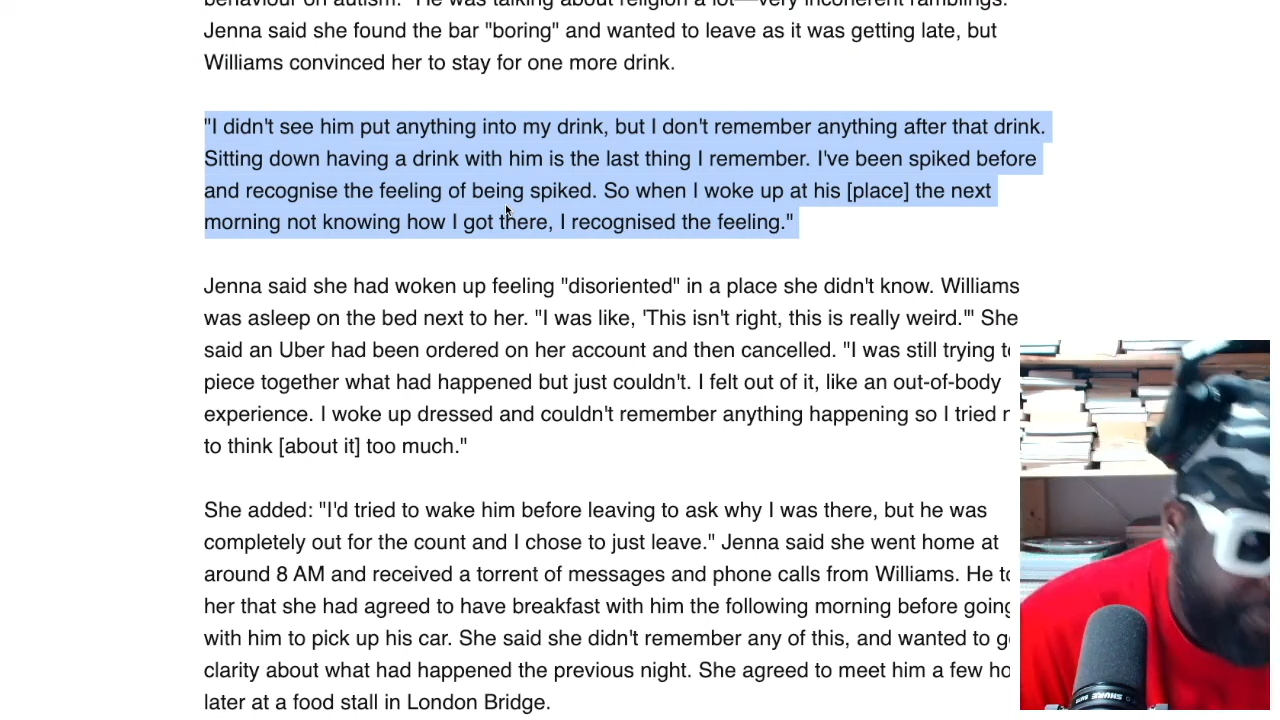 behaviour on autism. "He was talking about religion a lot—very incoherent ramblings."
Jenna said she found the bar "boring" and wanted to leave as it was getting late, but
Williams convinced her to stay for one more drink.
"I didn't see him put anything into my drink, but I don't remember anything after that drink.
Sitting down having a drink with him is the last thing I remember. I've been spiked before
and recognise the feeling of being spiked. So when I woke up at his [place] the next
morning not knowing how I got there, I recognised the feeling."
Jenna said she had woken up feeling "disoriented" in a place she didn't know. Williams
was asleep on the bed next to her. "I was like, 'This isn't right, this is really weird.'" She
said an Uber had been ordered on her account and then cancelled. "I was still trying
piece together what had happened but just couldn't. I felt out of it, like an out-of-body
experience. I woke up dressed and couldn't remember anything happening so I tried
to think [about it] too much."
She added: "I'd tried to wake him before leaving to ask why I was there, but he was
completely out for the count and I chose to just leave." Jenna said she went home at
around 8 AM and received a torrent of messages and phone calls from Williams. He
her that she had agreed to have breakfast with him the following morning before going
with him to pick up his car. She said she didn't remember any of this, and wanted to
clarity about what had happened the previous night. She agreed to meet him a few
later at a food stall in London Bridge.
SHURE